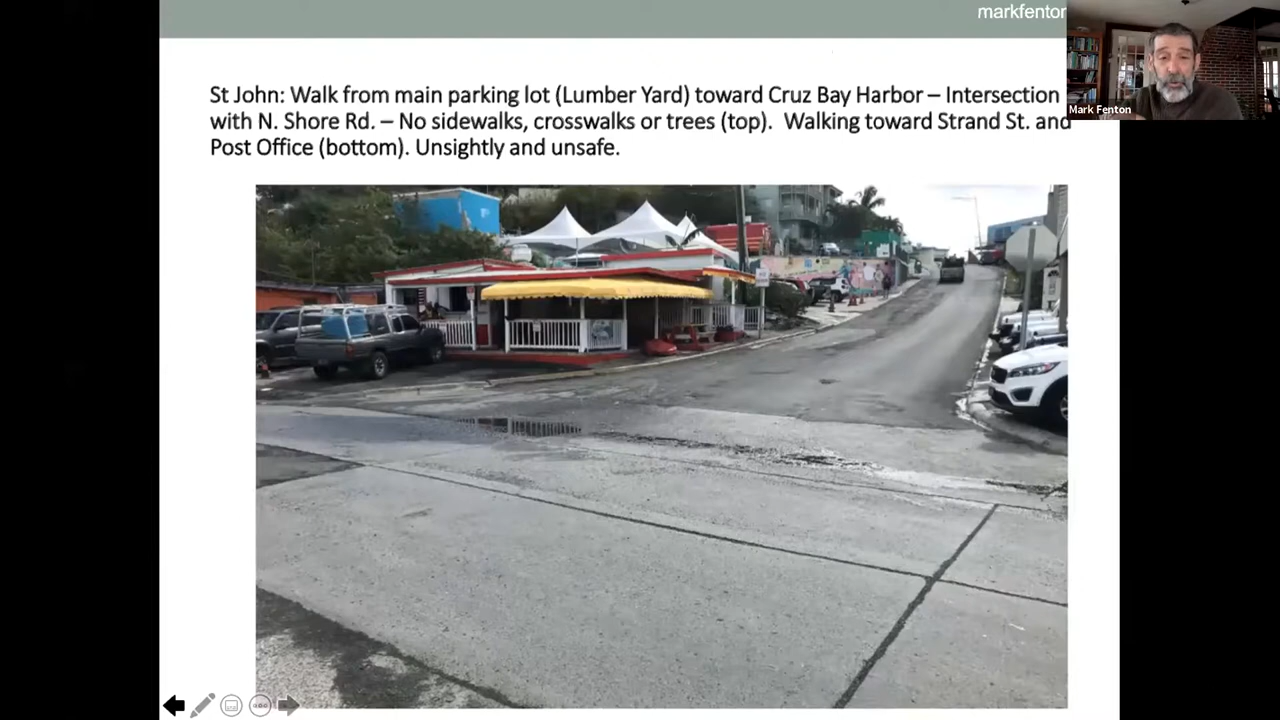 markfenton
St John: Walk from main parking lot (Lumber Yard) toward Cruz Bay Harbor – Intersection
with N. Shore Rd. – No sidewalks, crosswalks or trees (top). Walking toward Strand St. and
Post Office (bottom). Unsightly and unsafe.
Mark Fenton